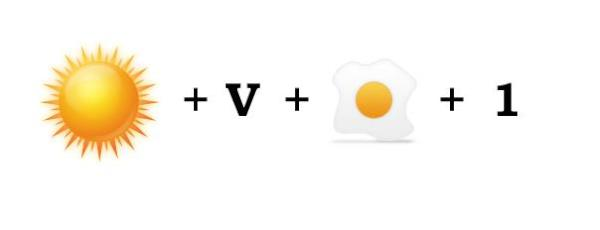 + V + + 1